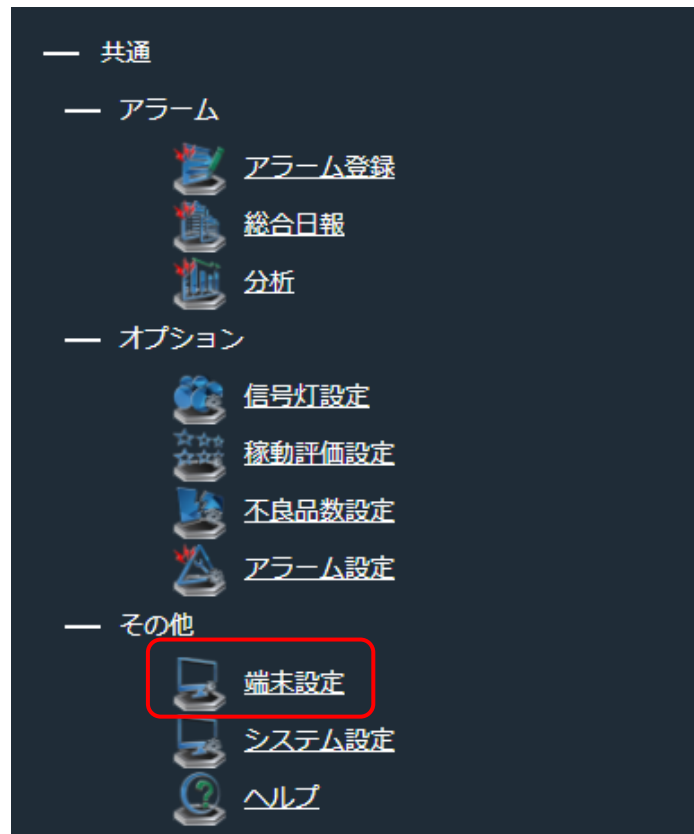 共通
アラーム
アラーム登録
総合日報
分析
オプション
信号灯設定
稼動評価設定
不良品数設定
アラーム設定
その他
端末設定
システム設定
ヘルプ